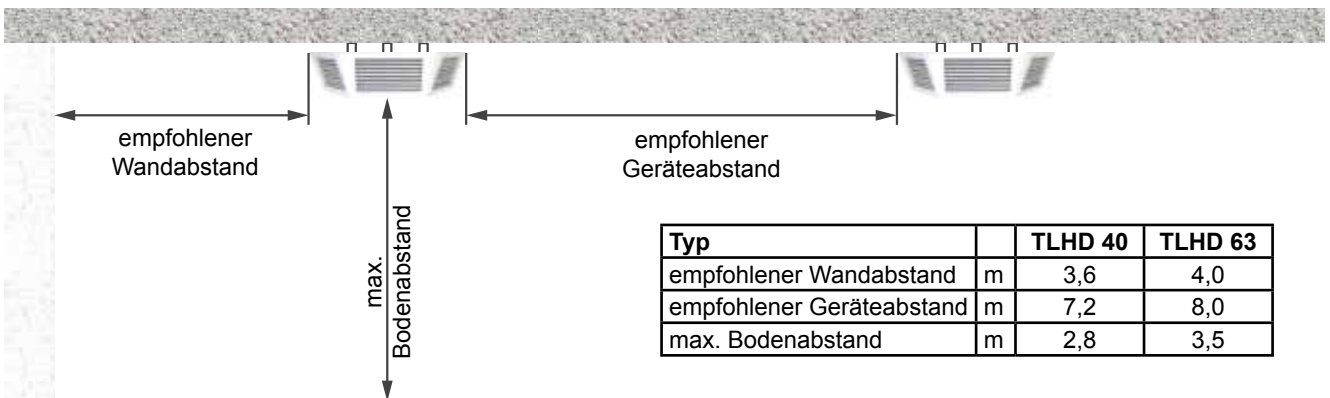 empfohlener
Wandabstand
empfohlener
Geräteabstand
max.
Bodenabstand
Typ TLHD 40 TLHD 63
empfohlener Wandabstand m 3,6 4,0
empfohlener Geräteabstand m 7,2 8,0
max. Bodenabstand m 2,8 3,5